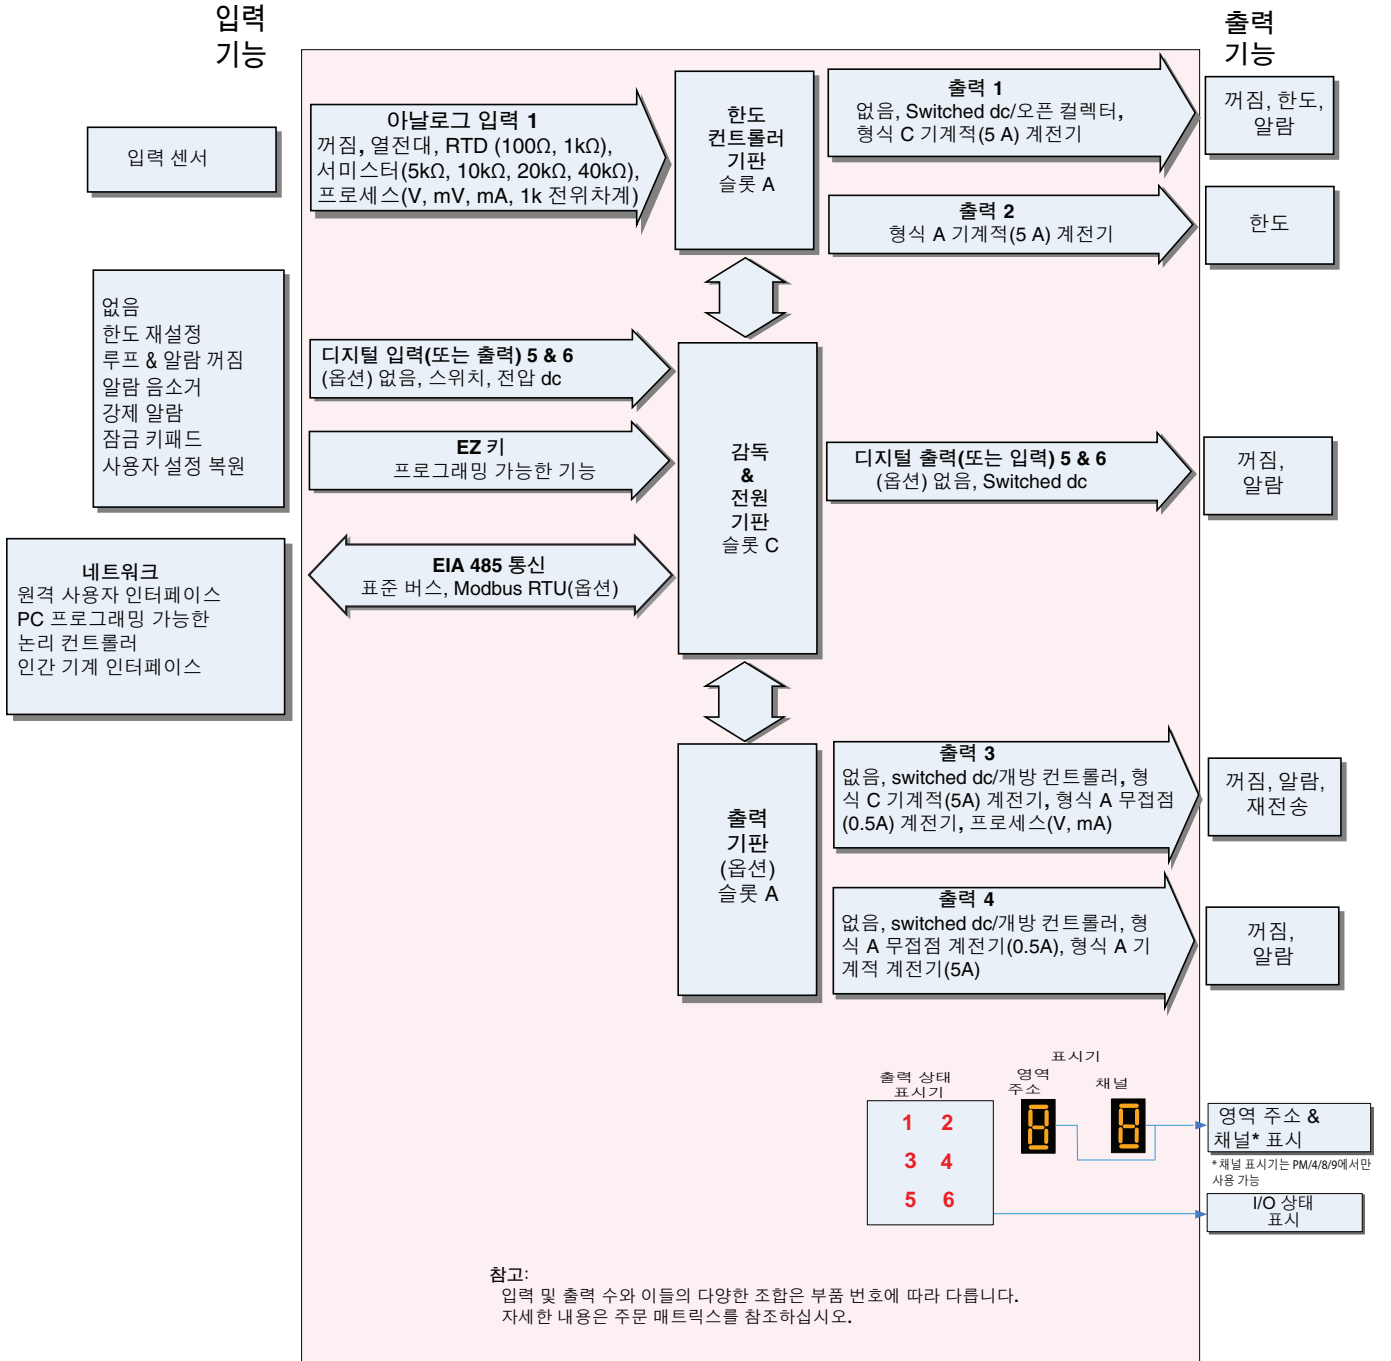 입력
기능
출력
기능
입력 센서
아날로그 입력 1
꺼짐, 열전대, RTD (100Ω, 1kΩ),
서미스터(5kΩ, 10kΩ, 20kΩ, 40kΩ),
프로세스(V, mV, mA, 1k 전위차계)
한도
컨트롤러
기판
슬롯 A
출력 1
없음, Switched dc/오픈 컬렉터,
형식 C 기계적(5 A) 계전기
꺼짐, 한도,
알람
출력 2
형식 A 기계적(5 A) 계전기
한도
없음
한도 재설정
루프 & 알람 꺼짐
알람 음소거
강제 알람
잠금 키패드
사용자 설정 복원
디지털 입력(또는 출력) 5 & 6
(옵션) 없음, 스위치, 전압 dc
EZ 키
프로그래밍 가능한 기능
감독
&
전원
기판
슬롯 C
디지털 출력(또는 입력) 5 & 6
(옵션) 없음, Switched dc
꺼짐,
알람
네트워크
원격 사용자 인터페이스
PC 프로그래밍 가능한
논리 컨트롤러
인간 기계 인터페이스
EIA 485 통신
표준 버스, Modbus RTU(옵션)
출력
기판
(옵션)
슬롯 A
출력 3
없음, switched dc/개방 컨트롤러, 형
식 C 기계적(5A) 계전기, 형식 A 무접점
(0.5A) 계전기, 프로세스(V, mA)
꺼짐, 알람,
재전송
출력 4
없음, switched dc/개방 컨트롤러, 형
식 A 무접점 계전기(0.5A), 형식 A 기
계적 계전기(5A)
꺼짐,
알람
표시기
출력 상태
표시기
영역
주소
채널
1 2
3 4
5 6
8
8
영역 주소 &
채널* 표시
* 채널 표시기는 PM/4/8/9에서만
사용 가능
I/O 상태
표시
참고:
입력 및 출력 수와 이들의 다양한 조합은 부품 번호에 따라 다릅니다.
자세한 내용은 주문 매트릭스를 참조하십시오.